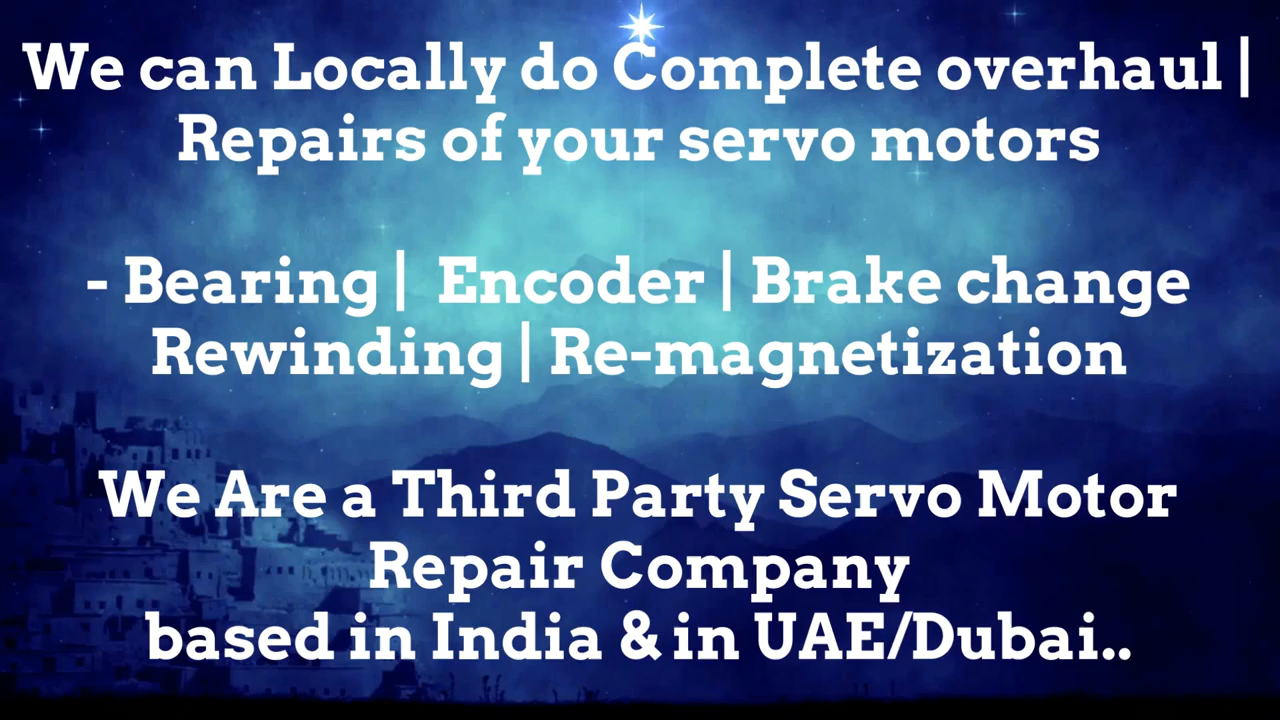 We can Locally do Complete overhaul |
Repairs of your servo motors
- Bearing | Encoder | Brake change
Rewinding | Re-magnetization
We Are a Third Party Servo Motor
Repair Company
based in India & in UAE/Dubai..